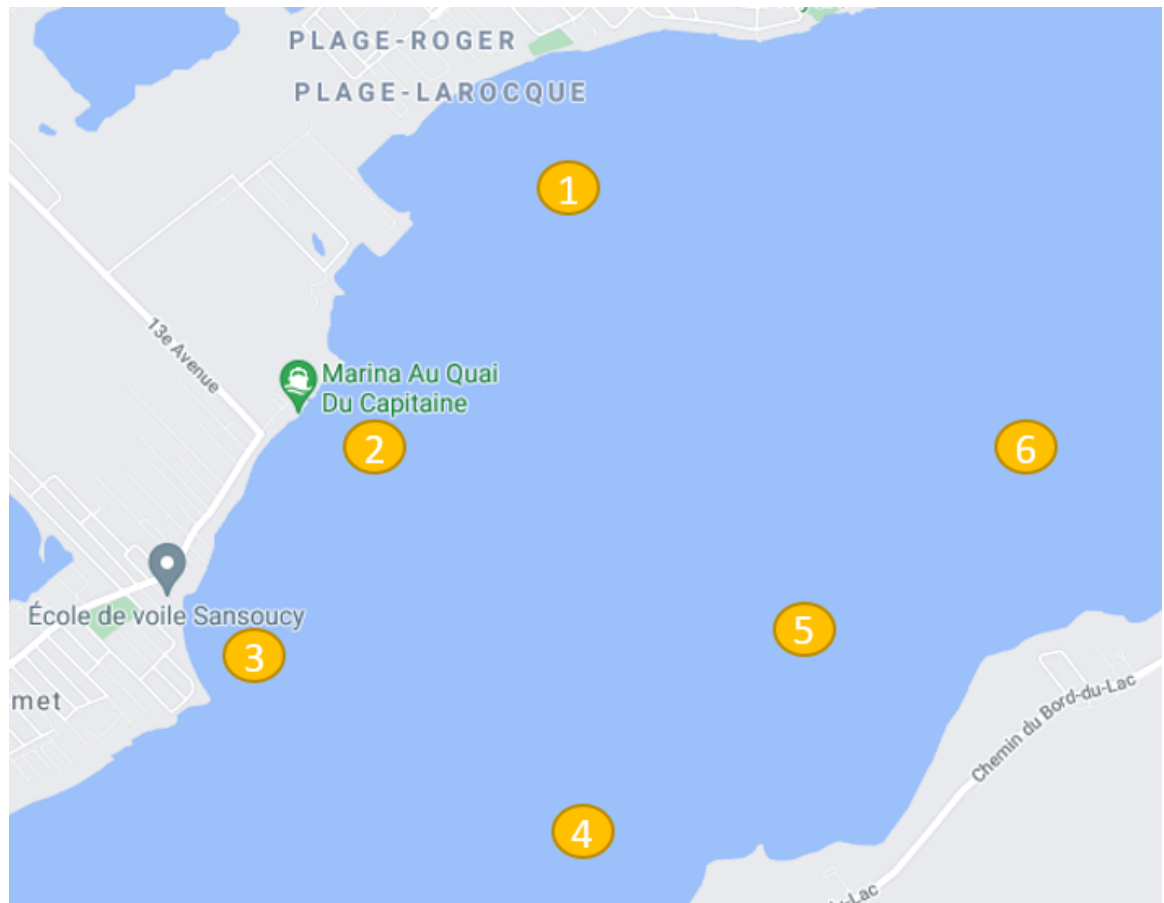 PLAGE-ROGER
PLAGE-LAROCQUE
1
13e Avenue
Marina Au Quai
Du Capitaine
2
6
École de voile Sansoucy
5
3
met
Chemin du Bord-du-Lac
4
-Lac